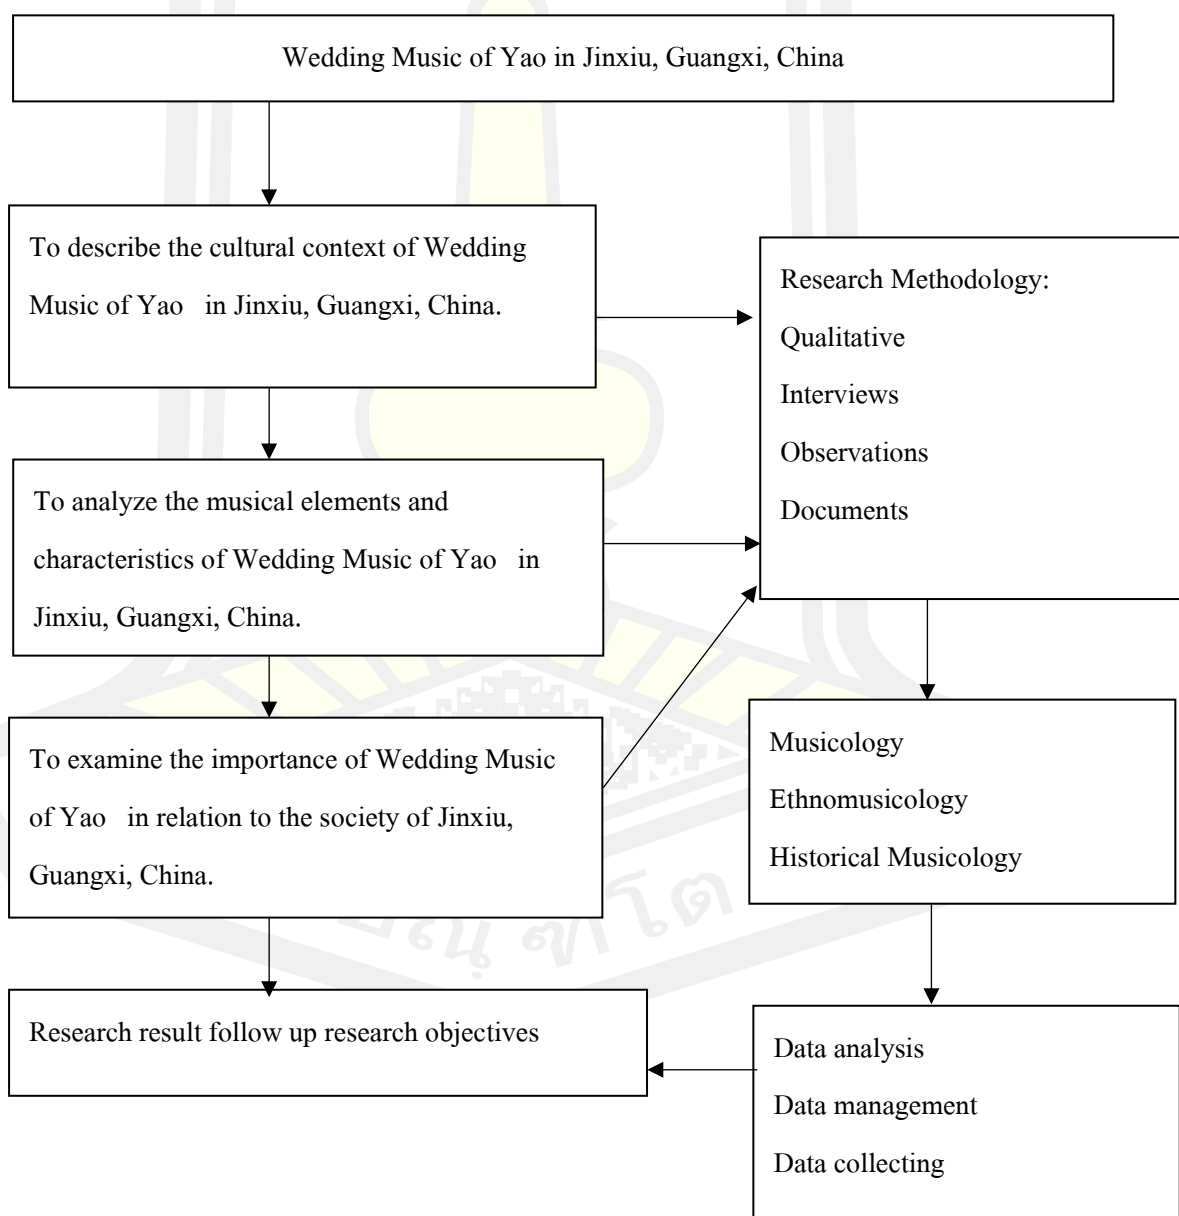 Wedding Music of Yao in Jinxiu, Guangxi, China
To describe the cultural context of Wedding
Music of Yao in Jinxiu, Guangxi, China.
To analyze the musical elements and
characteristics of Wedding Music of Yao in
Jinxiu, Guangxi, China.
To examine the importance of Wedding Music
of Yao in relation to the society of Jinxiu,
Guangxi, China.
Research result follow up research objectives
Research Methodology:
Qualitative
Interviews
Observations
Documents
Musicology
Ethnomusicology
Historical Musicology
Data analysis
Data management
Data collecting